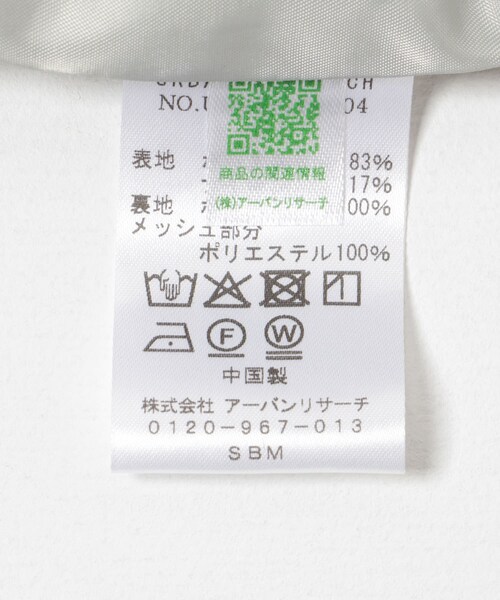 NO.U 04
商品の関連情報
(株)アーバンリサーチ
表地 83%
17%
裏地 00%
メッシュ部分
ポリエステル100%
F W
中国製
株式会社 アーバンリサーチ
0120-967-013
SBM